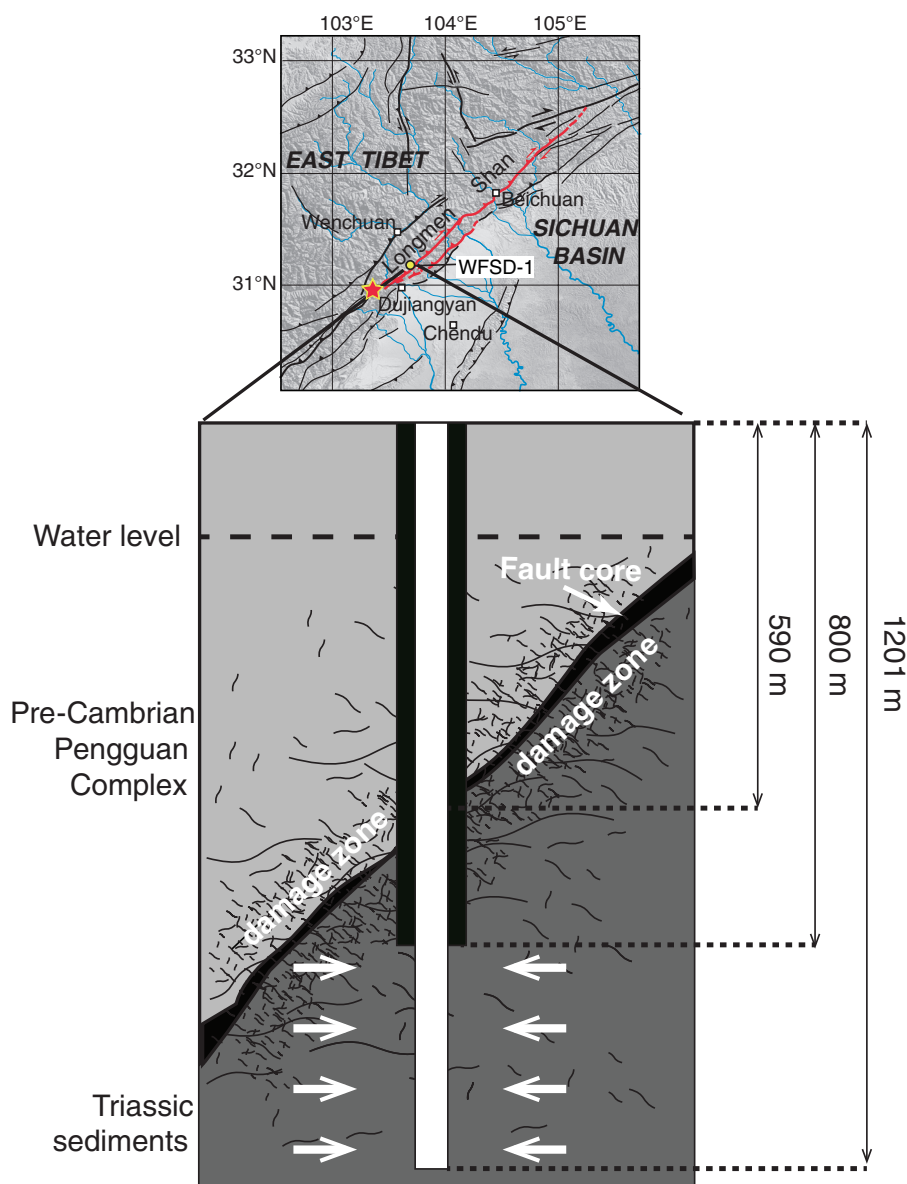 103°E 104°E 105°E
33°N
32°N
31°N
EAST TIBET
Shan
Beichuan
Wenchuan
Longmen
SICHUAN
BASIN
WFSD-1
Dujiangyan
Chendu
Water level
Fault core
damage zone
590 m
800 m
1201 m
Pre-Cambrian
Pengguan
Complex
damage zone
Triassic
sediments